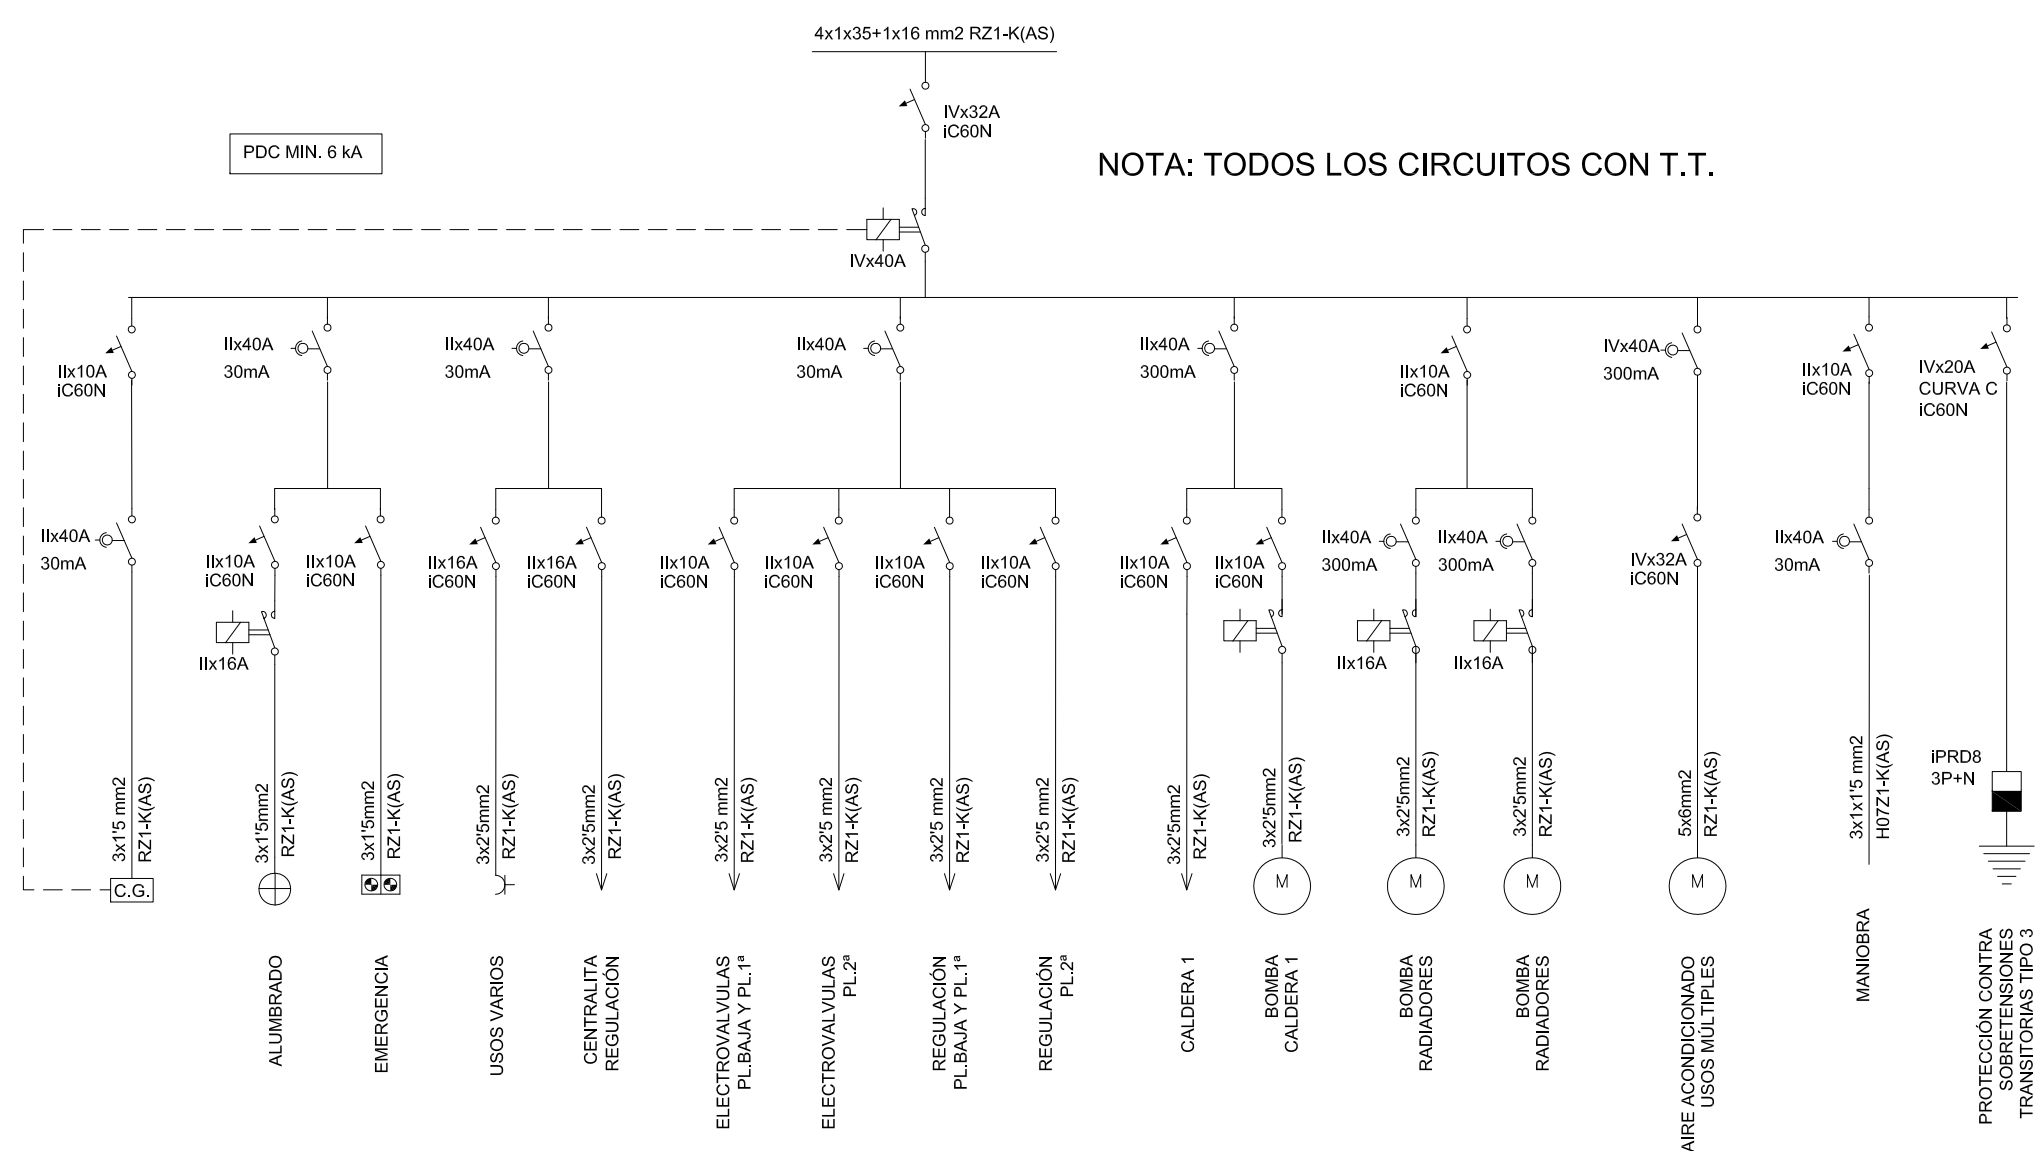 4x1x35+1x16 mm2 RZ1-K(AS)
IVx32A
iC60N
PDC MIN. 6 kA
NOTA: TODOS LOS CIRCUITOS CON T.T.
IVx40A
IIx10A
iC60N
IIx40A
30mA
IIx40A
30mA
IIx40A
30mA
IIx40A
300mA
IIx10A
iC60N
IVx40A
300mA
IIx10A
iC60N
IVx20A
CURVA C
iC60N
IIx40A
30mA
IIx10A
iC60N
IIx10A
iC60N
IIx16A
iC60N
IIx16A
iC60N
IIx10A
iC60N
IIx10A
iC60N
IIx10A
iC60N
IIx10A
iC60N
IIx10A
iC60N
IIx10A
iC60N
IIx40A
300mA
IIx40A
300mA
IVx32A
iC60N
IIx40A
30mA
IIx16A
IIx16A
IIx16A
3x1'5 mm2
RZ1-K(AS)
3x1'5mm2
RZ1-K(AS)
3x1'5mm2
RZ1-K(AS)
3x2'5mm2
RZ1-K(AS)
3x2'5mm2
RZ1-K(AS)
3x2'5 mm2
RZ1-K(AS)
3x2'5 mm2
RZ1-K(AS)
3x2'5 mm2
RZ1-K(AS)
3x2'5 mm2
RZ1-K(AS)
3x2'5mm2
RZ1-K(AS)
3x2'5mm2
RZ1-K(AS)
3x2'5mm2
RZ1-K(AS)
3x2'5mm2
RZ1-K(AS)
5x6mm2
RZ1-K(AS)
3x1x1'5 mm2
H07Z1-K(AS)
iPRD8
3P+N
C.G.
M
M
M
M
ALUMBRADO
EMERGENCIA
USOS VARIOS
CENTRALITA
REGULACIÓN
ELECTROVALVULAS
PL.BAJA Y PL.1ª
ELECTROVALVULAS
PL.2ª
REGULACIÓN
PL.BAJA Y PL.1ª
REGULACIÓN
PL.2ª
CALDERA 1
BOMBA
CALDERA 1
BOMBA
RADIADORES
BOMBA
RADIADORES
AIRE ACONDICIONADO
USOS MÚLTIPLES
MANIOBRA
PROTECCIÓN CONTRA
SOBRETENSIONES
TRANSITORIAS TIPO 3